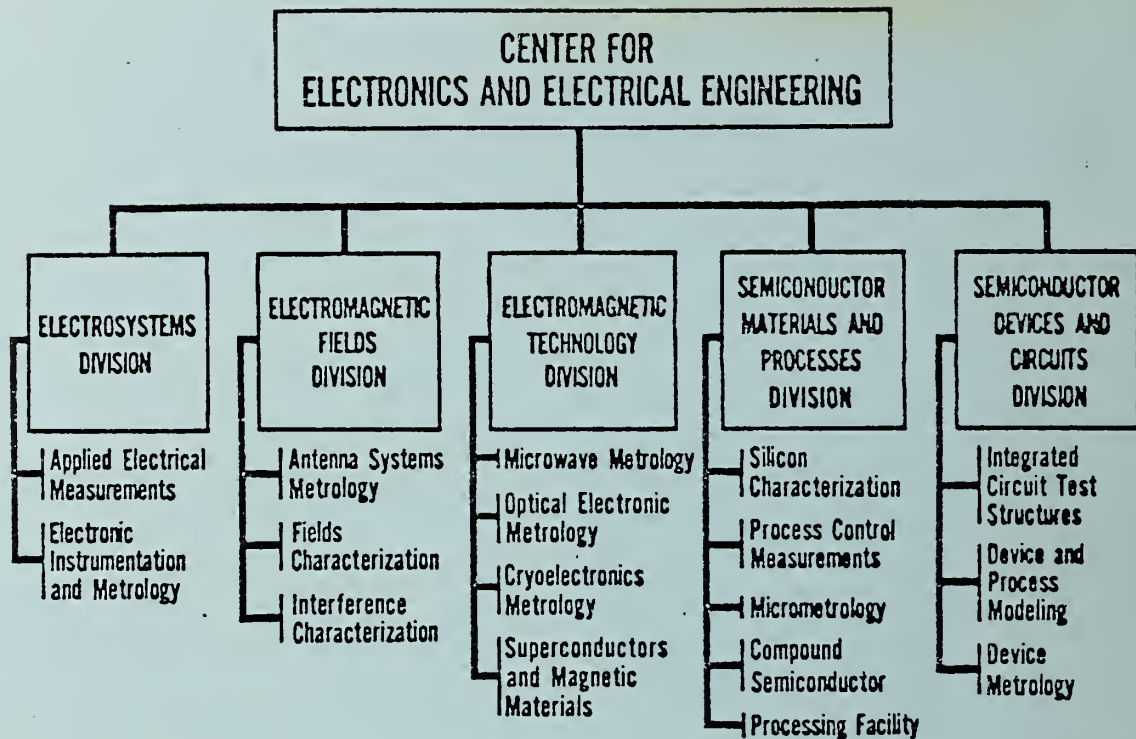 CENTER FOR
ELECTRONICS AND ELECTRICAL ENGINEERING
ELECTROSYSTEMS
DIVISION
Applied Electrical
Measurements
Electronic
Instrumentation
and Metrology
ELECTROMAGNETIC
FIELDS
DIVISION
Antenna Systems
Metrology
Fields
Characterization
Interference
Characterization
ELECTROMAGNETIC
TECHNOLOGY
DIVISION
Microwave Metrology
Optical Electronic
Metrology
Cryoelectronics
Metrology
Superconductors
and Magnetic
Materials
SEMICONDUCTOR
MATERIALS AND
PROCESSES
DIVISION
Silicon
Characterization
Process Control
Measurements
Micrometrology
Compound
Semiconductor
Processing Facility
SEMICONDUCTOR
DEVICES AND
CIRCUITS
DIVISION
Integrated
Circuit Test
Structures
Device and
Process
Modeling
Device
Metrology